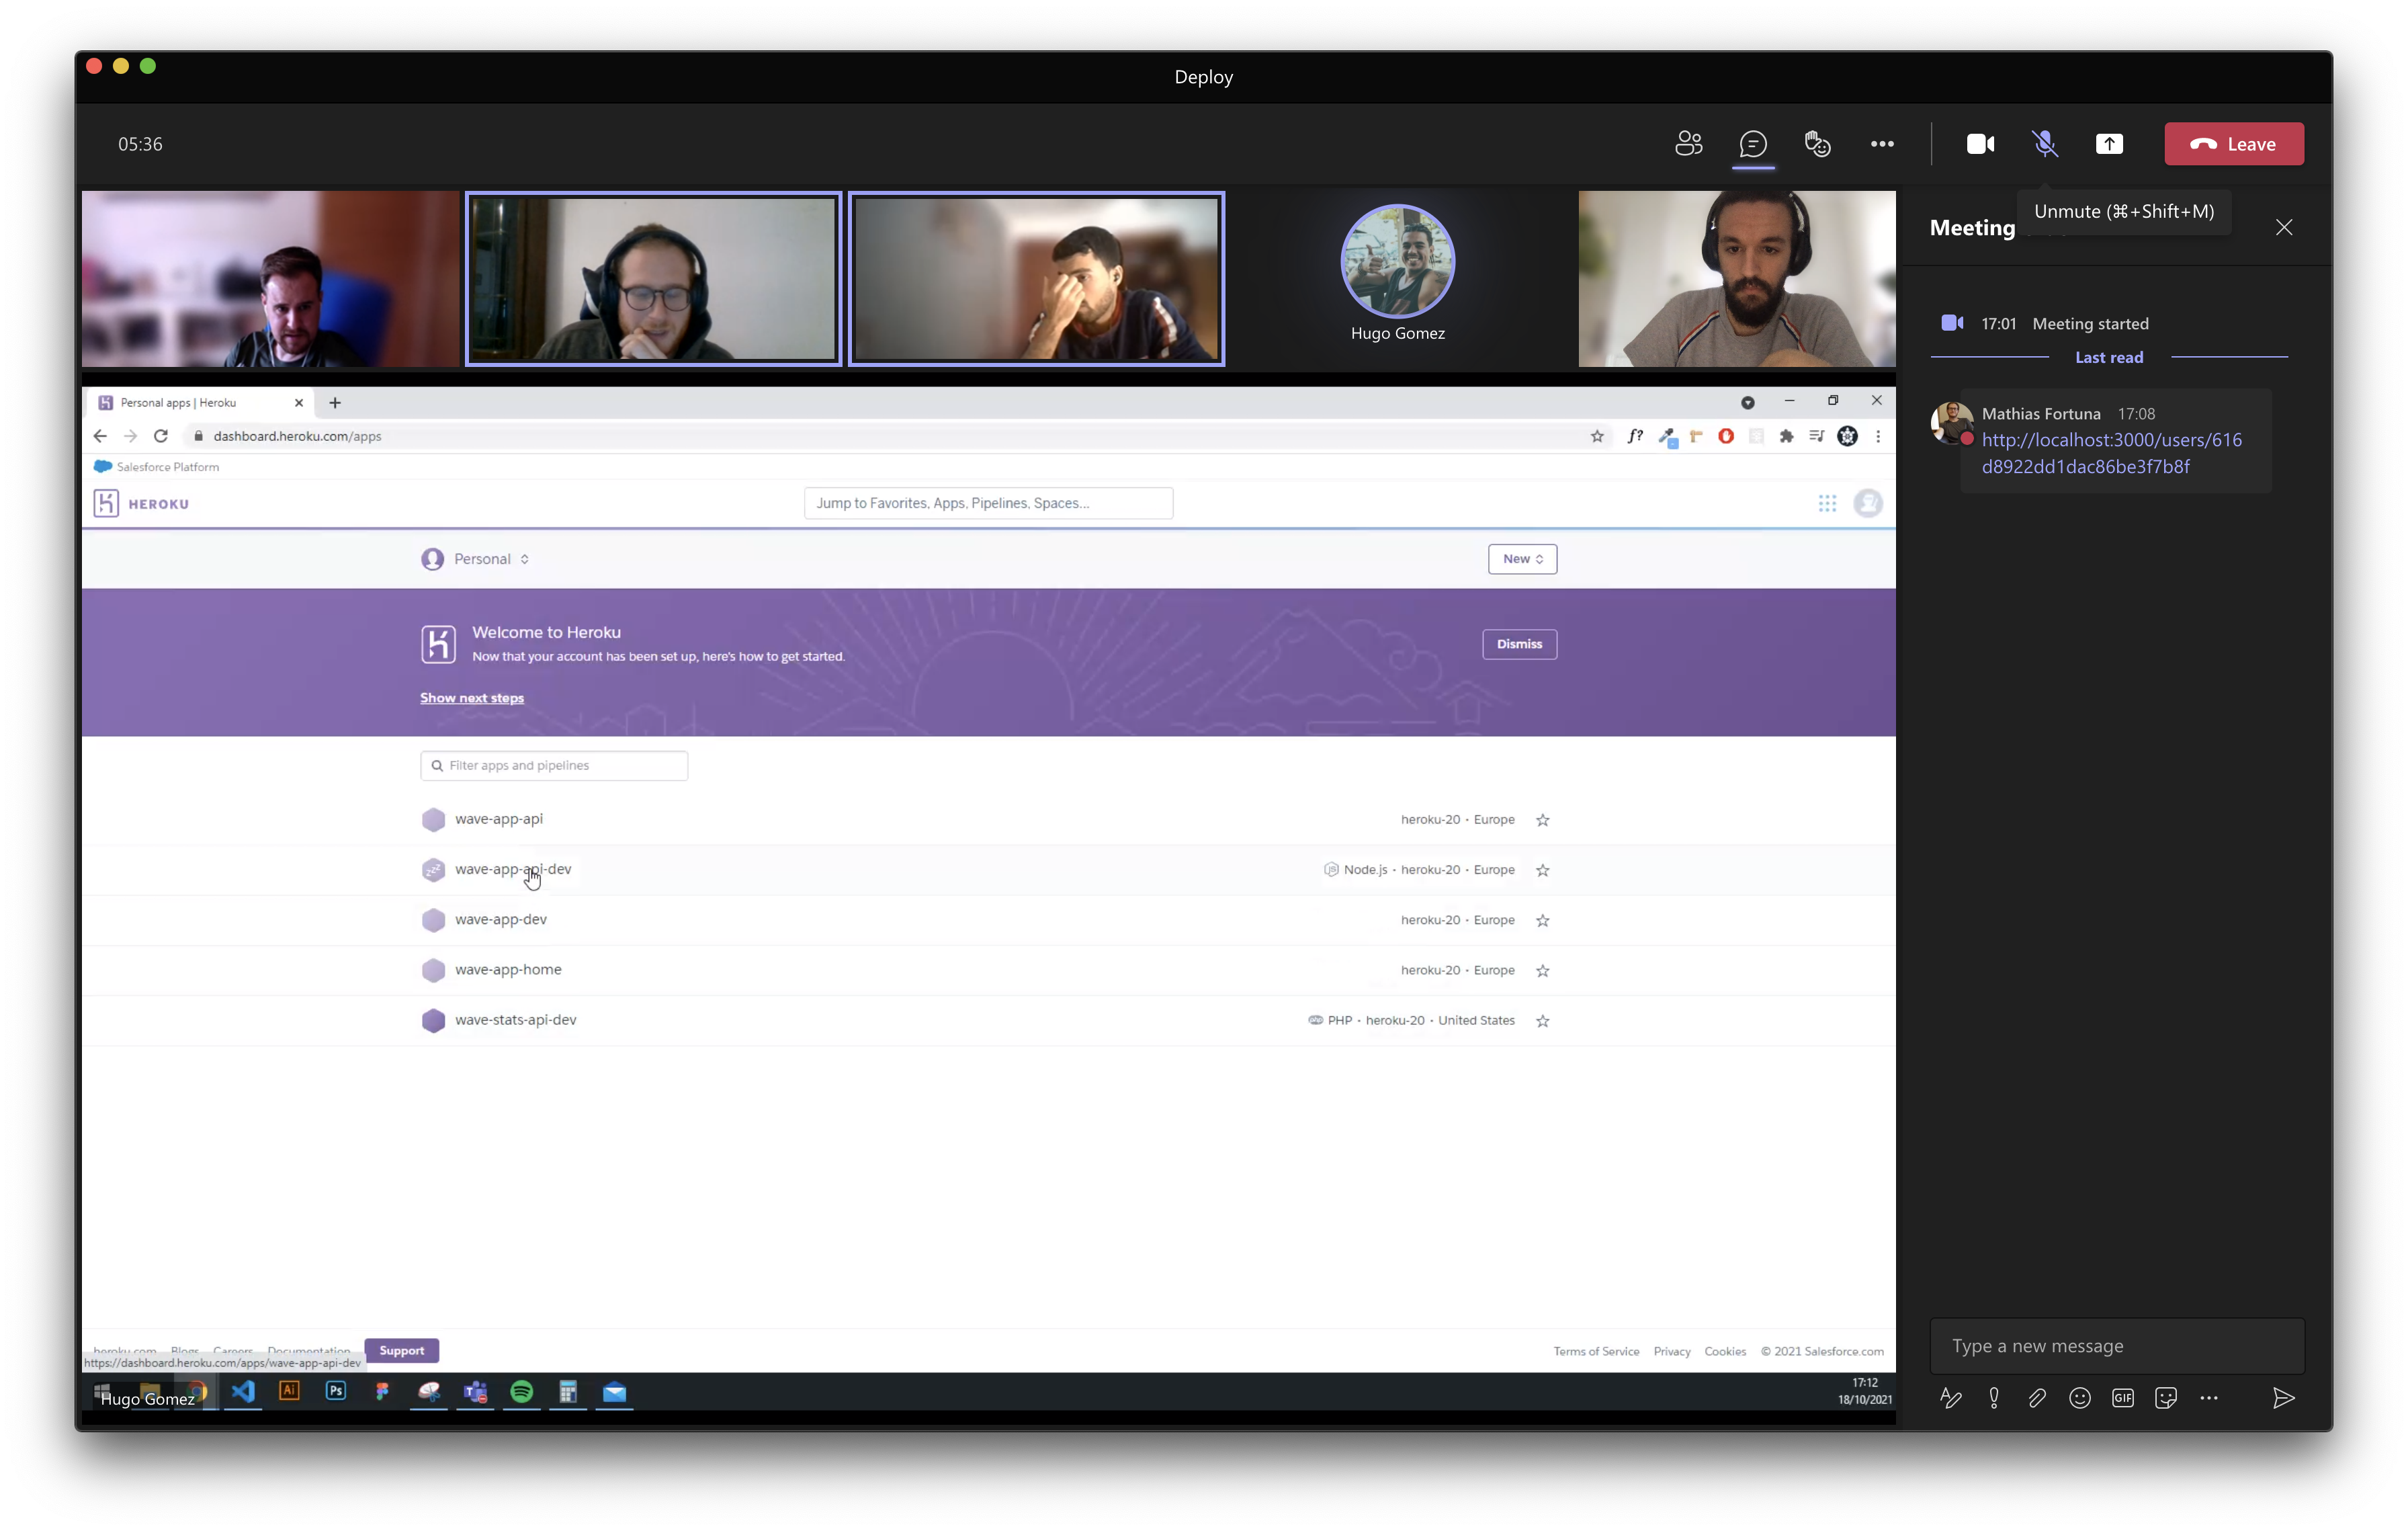 Deploy
05:36
Leave
Unmute (⌘+Shift+M)
Meeting
Hugo Gomez
17:01 Meeting started
Last read
Mathias Fortuna 17:08
http://localhost:3000/users/616
d8922dd1dac86be3f7b8f
Personal apps | Heroku
dashboard.heroku.com/apps
f?
Salesforce Platform
HEROKU
Jump to Favorites, Apps, Pipelines, Spaces...
Personal
New
Welcome to Heroku
Now that your account has been set up, here's how to get started.
Dismiss
Show next steps
Filter apps and pipelines
wave-app-api
heroku-20 · Europe
wave-app-api-dev
Node.js · heroku-20 · Europe
wave-app-dev
heroku-20 · Europe
wave-app-home
heroku-20 · Europe
wave-stats-api-dev
PHP · heroku-20 · United States
heroku.com Blogs Careers Documentation Support
Terms of Service Privacy Cookies © 2021 Salesforce.com
https://dashboard.heroku.com/apps/wave-app-api-dev
Hugo Gomez
Ai
Ps
17:12
18/10/2021
Type a new message
GIF